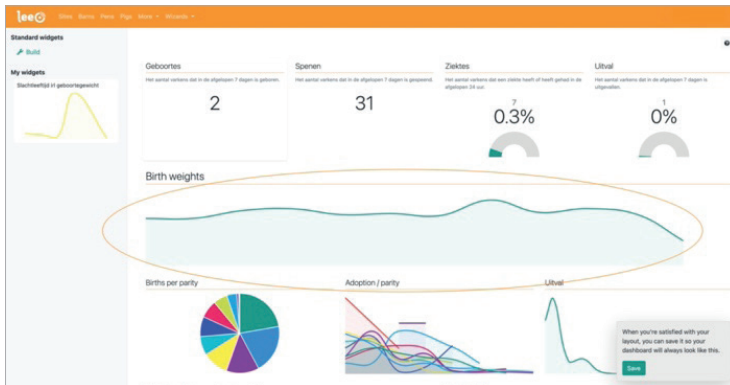 leeO Sites Barns Pens Pigs More Wizards
Standard widgets
Build
My widgets
Slachtleeftijd in geboortegewicht
Geboortes
Het aantal varkens dat in de afgelopen 7 dagen is geboren.
2
Spenen
Het aantal varkens dat in de afgelopen 7 dagen is gespeend.
31
Ziektes
Het aantal varkens dat een ziekte heeft of heeft gehad in de
afgelopen 24 uur.
7
0.3%
Uitval
Het aantal varkens dat in de afgelopen 7 dagen is
uitgevallen.
1
0%
Birth weights
Births per parity
Adoption / parity
Uitval
When you're satisfied with your
layout, you can save it so your
dashboard will always look like this.
Save